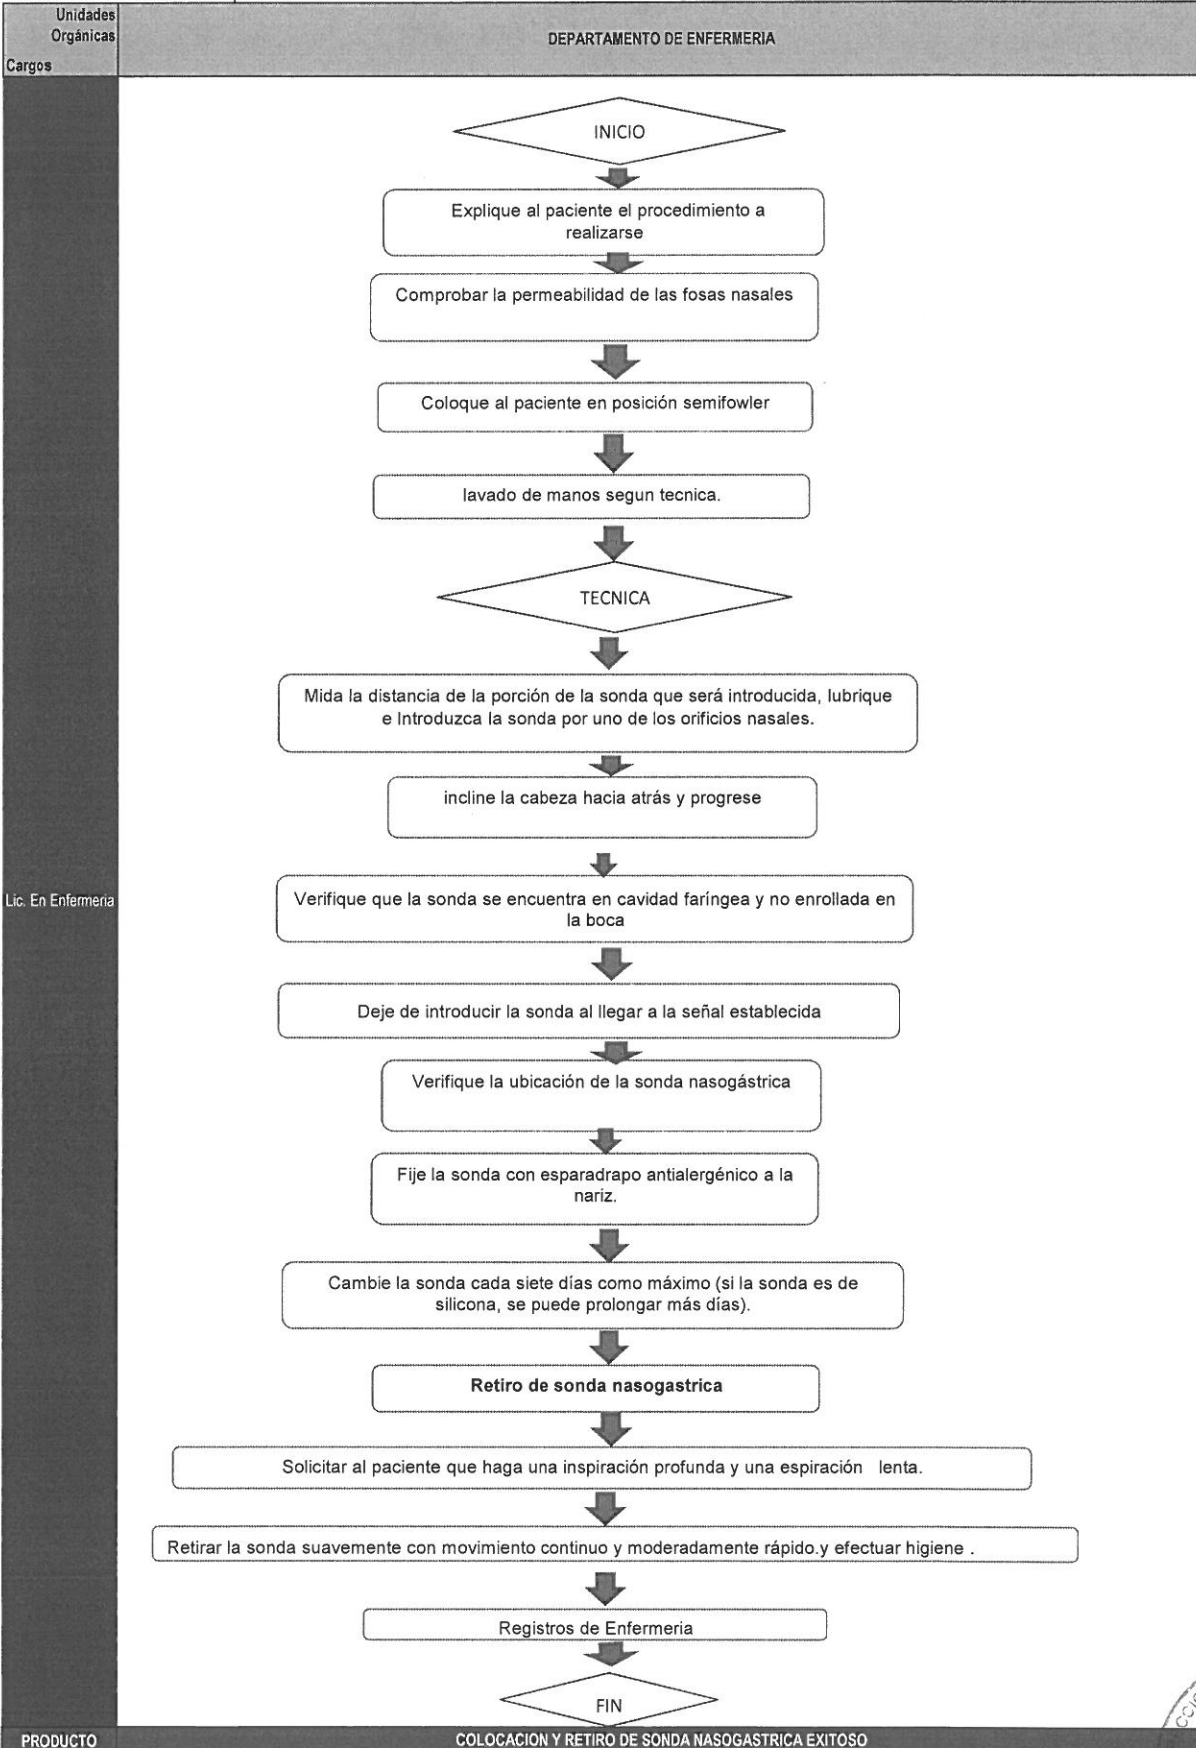 Unidades
Orgánicas
Cargos
DEPARTAMENTO DE ENFERMERIA
INICIO
Explique al paciente el procedimiento a
realizarse
Comprobar la permeabilidad de las fosas nasales
Coloque al paciente en posición semifowler
lavado de manos segun tecnica.
TECNICA
Mida la distancia de la porción de la sonda que será introducida, lubrique
e Introduzca la sonda por uno de los orificios nasales.
incline la cabeza hacia atrás y progrese
Lic. En Enfermeria
Verifique que la sonda se encuentra en cavidad faríngea y no enrollada en
la boca
Deje de introducir la sonda al llegar a la señal establecida
Verifique la ubicación de la sonda nasogástrica
Fije la sonda con esparadrapo antialergénico a la
nariz.
Cambie la sonda cada siete días como máximo (si la sonda es de
silicona, se puede prolongar más días).
Retiro de sonda nasogastrica
Solicitar al paciente que haga una inspiración profunda y una espiración lenta.
Retirar la sonda suavemente con movimiento continuo y moderadamente rápido.y efectuar higiene .
Registros de Enfermeria
FIN
PRODUCTO
COLOCACION Y RETIRO DE SONDA NASOGASTRICA EXITOSO